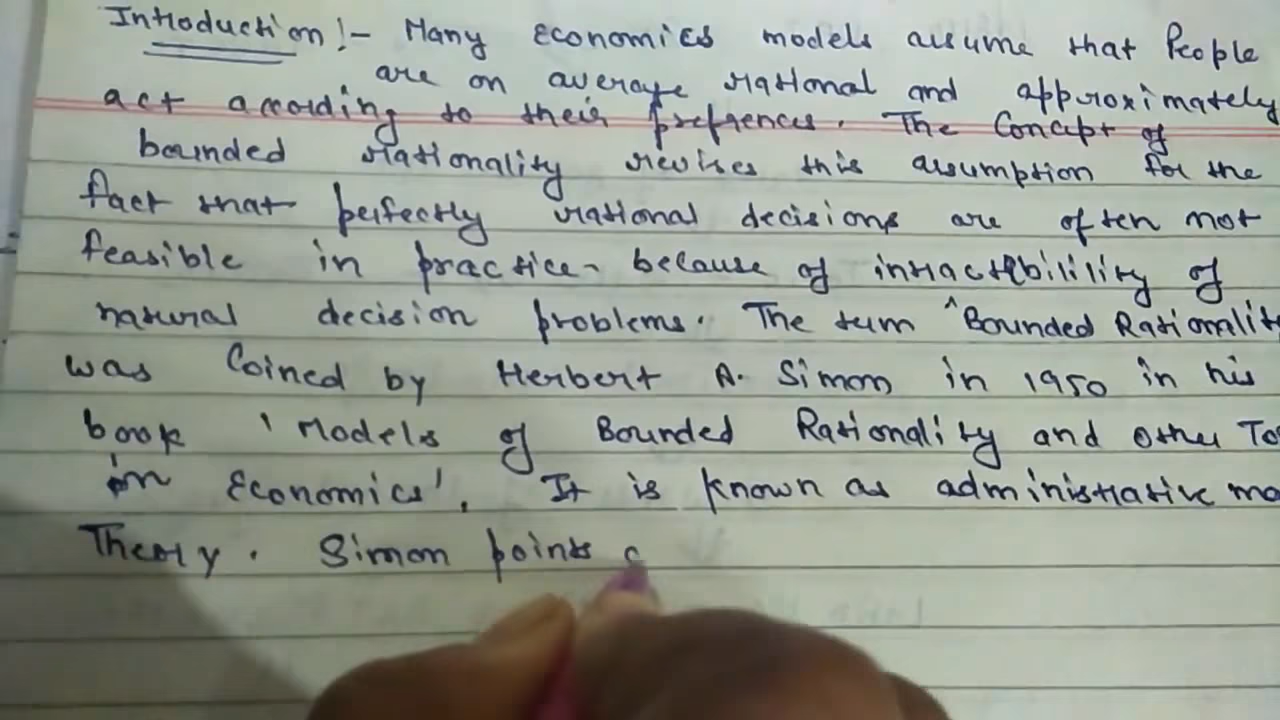 Introduction :- Many Economics models assume that People
are on average rational and approximately
act according to their prefrences. The Concept of
bounded rationality revises this assumption for the
fact that perfectly rational decisions are often not
feasible in practice. because of intractibilility of
natural decision problems. The term "Bounded Rationalit
was Coined by Herbert A. Simon in 1950 in his
book 'Models of Bounded Rationality and other To
in Economics'. It is known as administrative mo
Theory. Simon points